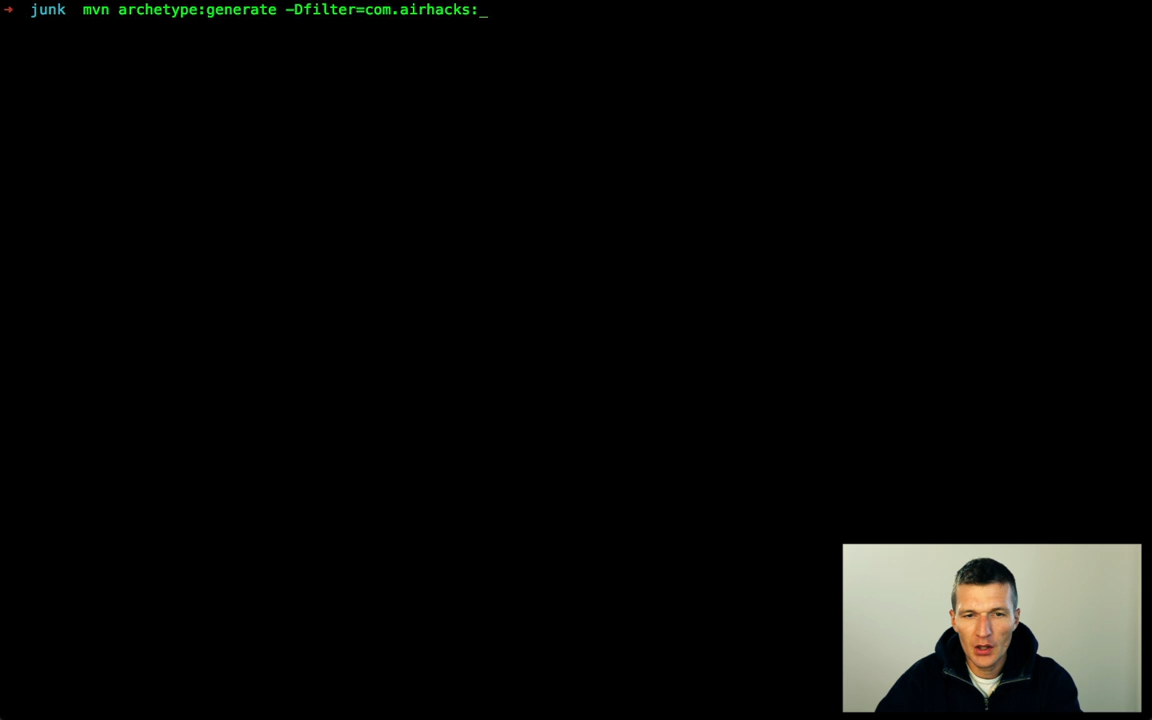 ➜ junk mvn archetype:generate -Dfilter=com.airhacks:_